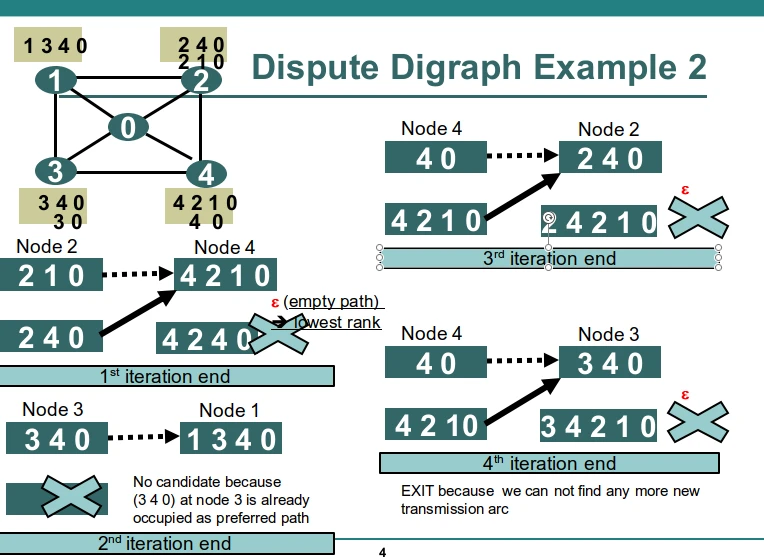 Dispute Digraph Example 2
1 3 4 0
2 4 0
2 1 0
1
2
0
3
4
3 4 0
3 0
4 2 1 0
4 0
Node 2
Node 4
2 1 0
4 2 1 0
ε (empty path)
➔ lowest rank
2 4 0
4 2 4 0
1st iteration end
Node 3
Node 1
3 4 0
1 3 4 0
No candidate because
(3 4 0) at node 3 is already
occupied as preferred path
2nd iteration end
Node 4
Node 2
4 0
2 4 0
ε
4 2 1 0
2 4 2 1 0
3rd iteration end
Node 4
Node 3
4 0
3 4 0
ε
4 2 10
3 4 2 1 0
4th iteration end
EXIT because we can not find any more new
transmission arc
4